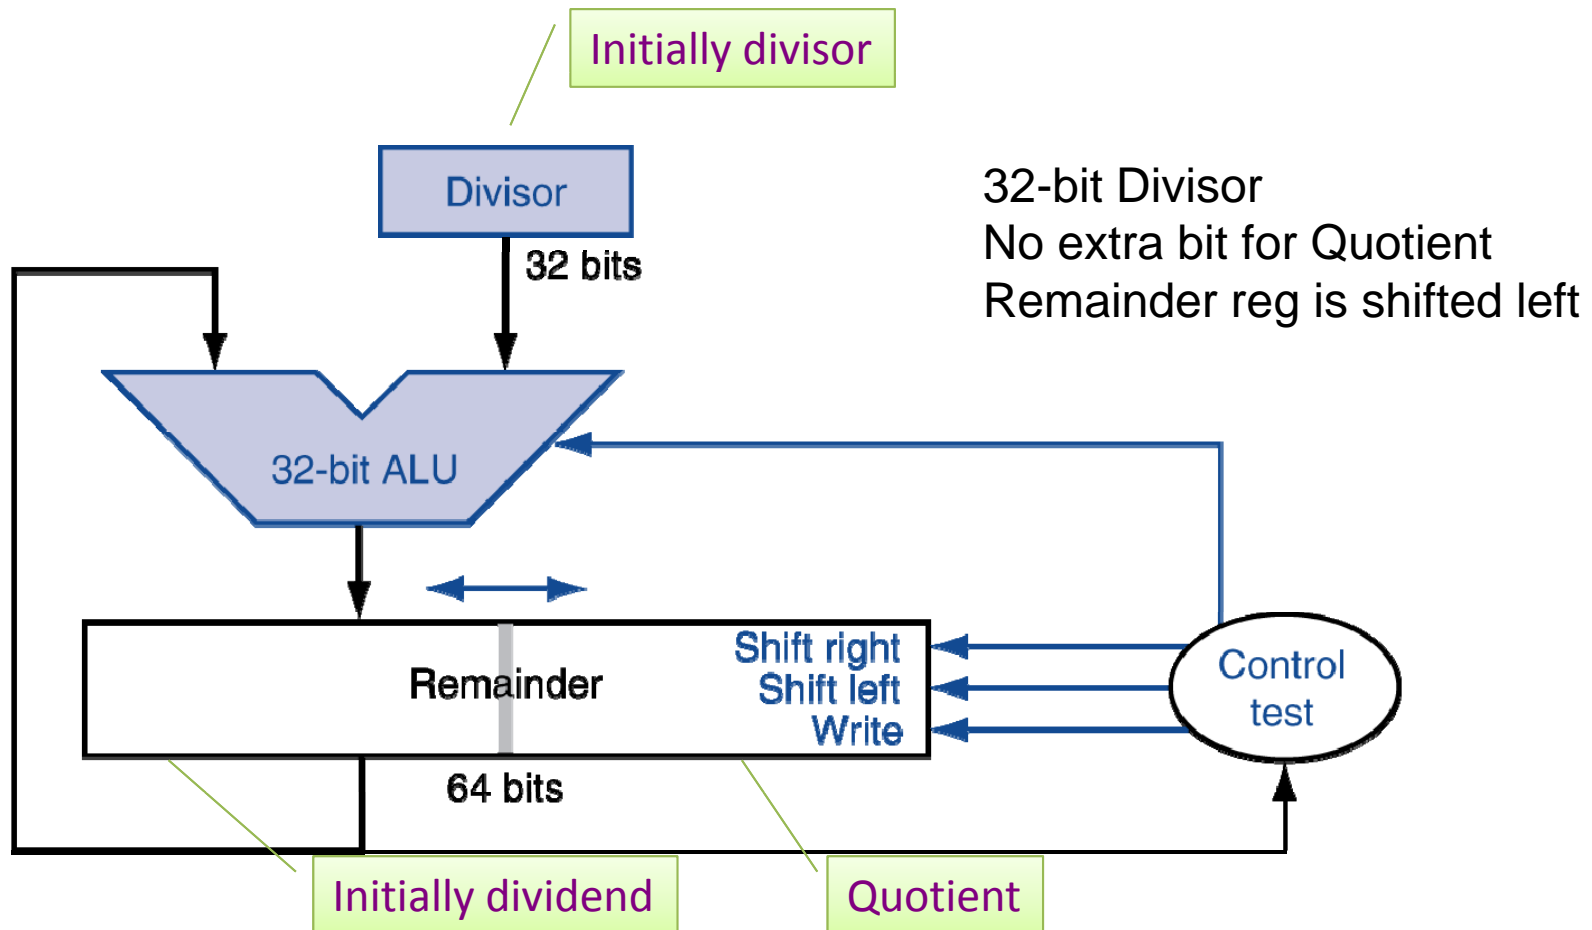 Initially divisor
Divisor
32 bits
32-bit Divisor
No extra bit for Quotient
Remainder reg is shifted left
32-bit ALU
Remainder
Shift right
Shift left
Write
Control
test
64 bits
Initially dividend
Quotient